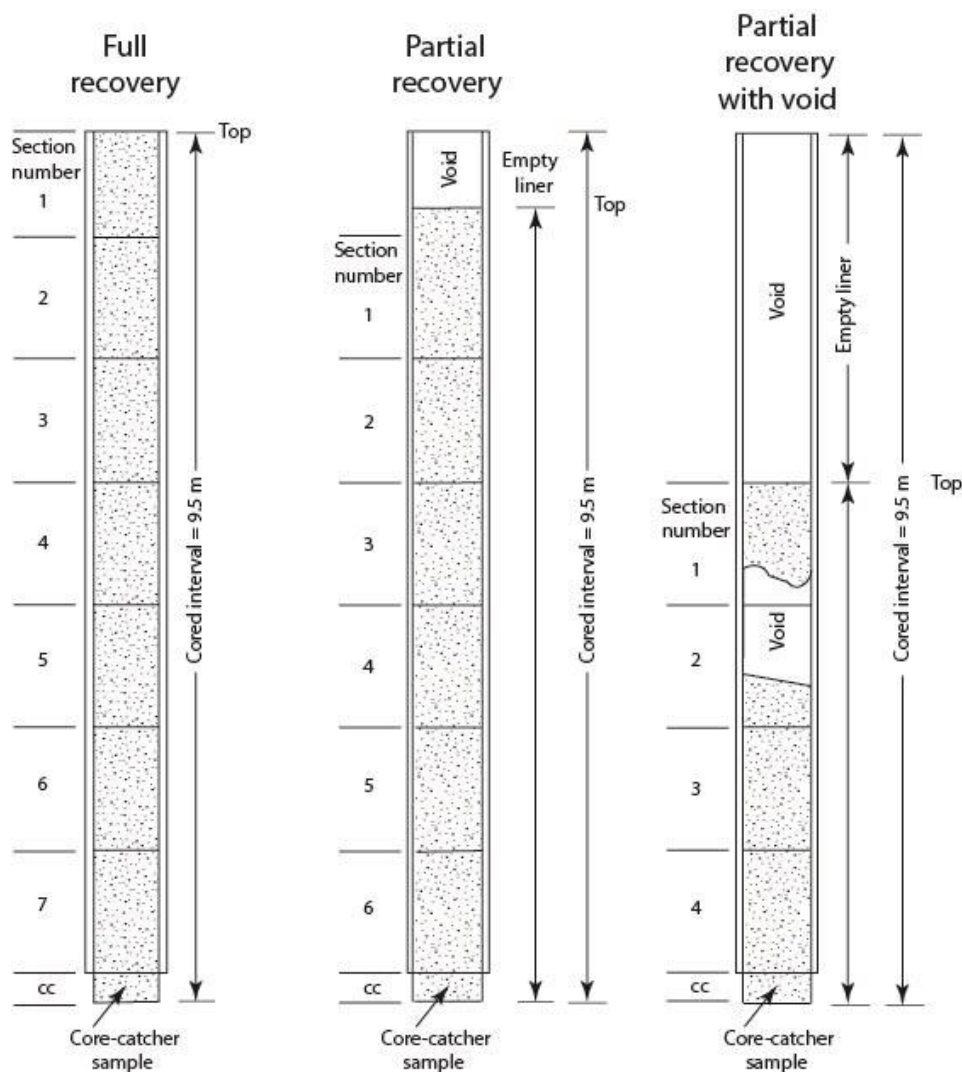 Full
recovery
Top
Section
number
1
2
3
4
5
6
7
cc
Cored interval = 9.5 m
Core-catcher
sample
Partial
recovery
Void
Empty
liner
Top
Section
number
1
2
3
4
5
6
cc
Cored interval = 9.5 m
Core-catcher
sample
Partial
recovery
with void
Void
Empty liner
Top
Section
number
1
Void
2
3
4
cc
Cored interval = 9.5 m
Core-catcher
sample